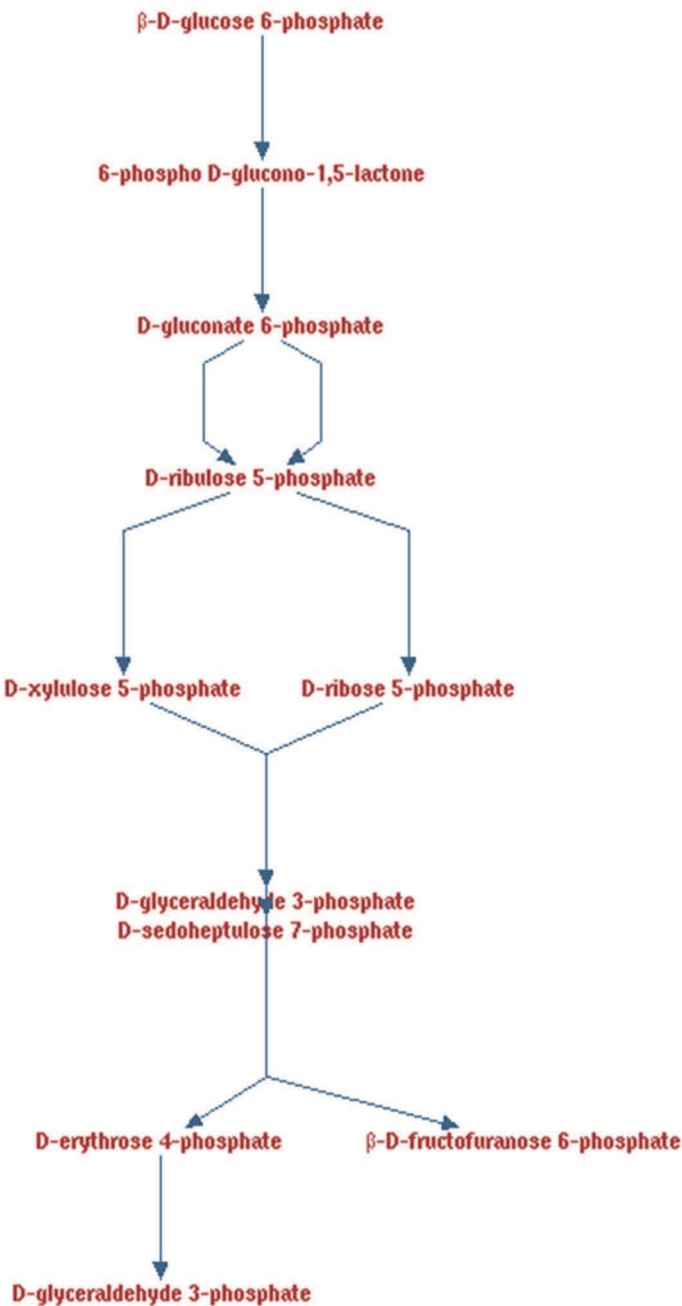 β-D-glucose 6-phosphate
6-phospho D-glucono-1,5-lactone
D-gluconate 6-phosphate
D-ribulose 5-phosphate
D-xylulose 5-phosphate
D-ribose 5-phosphate
D-glyceraldehyde 3-phosphate
D-sedoheptulose 7-phosphate
D-erythrose 4-phosphate
β-D-fructofuranose 6-phosphate
D-glyceraldehyde 3-phosphate